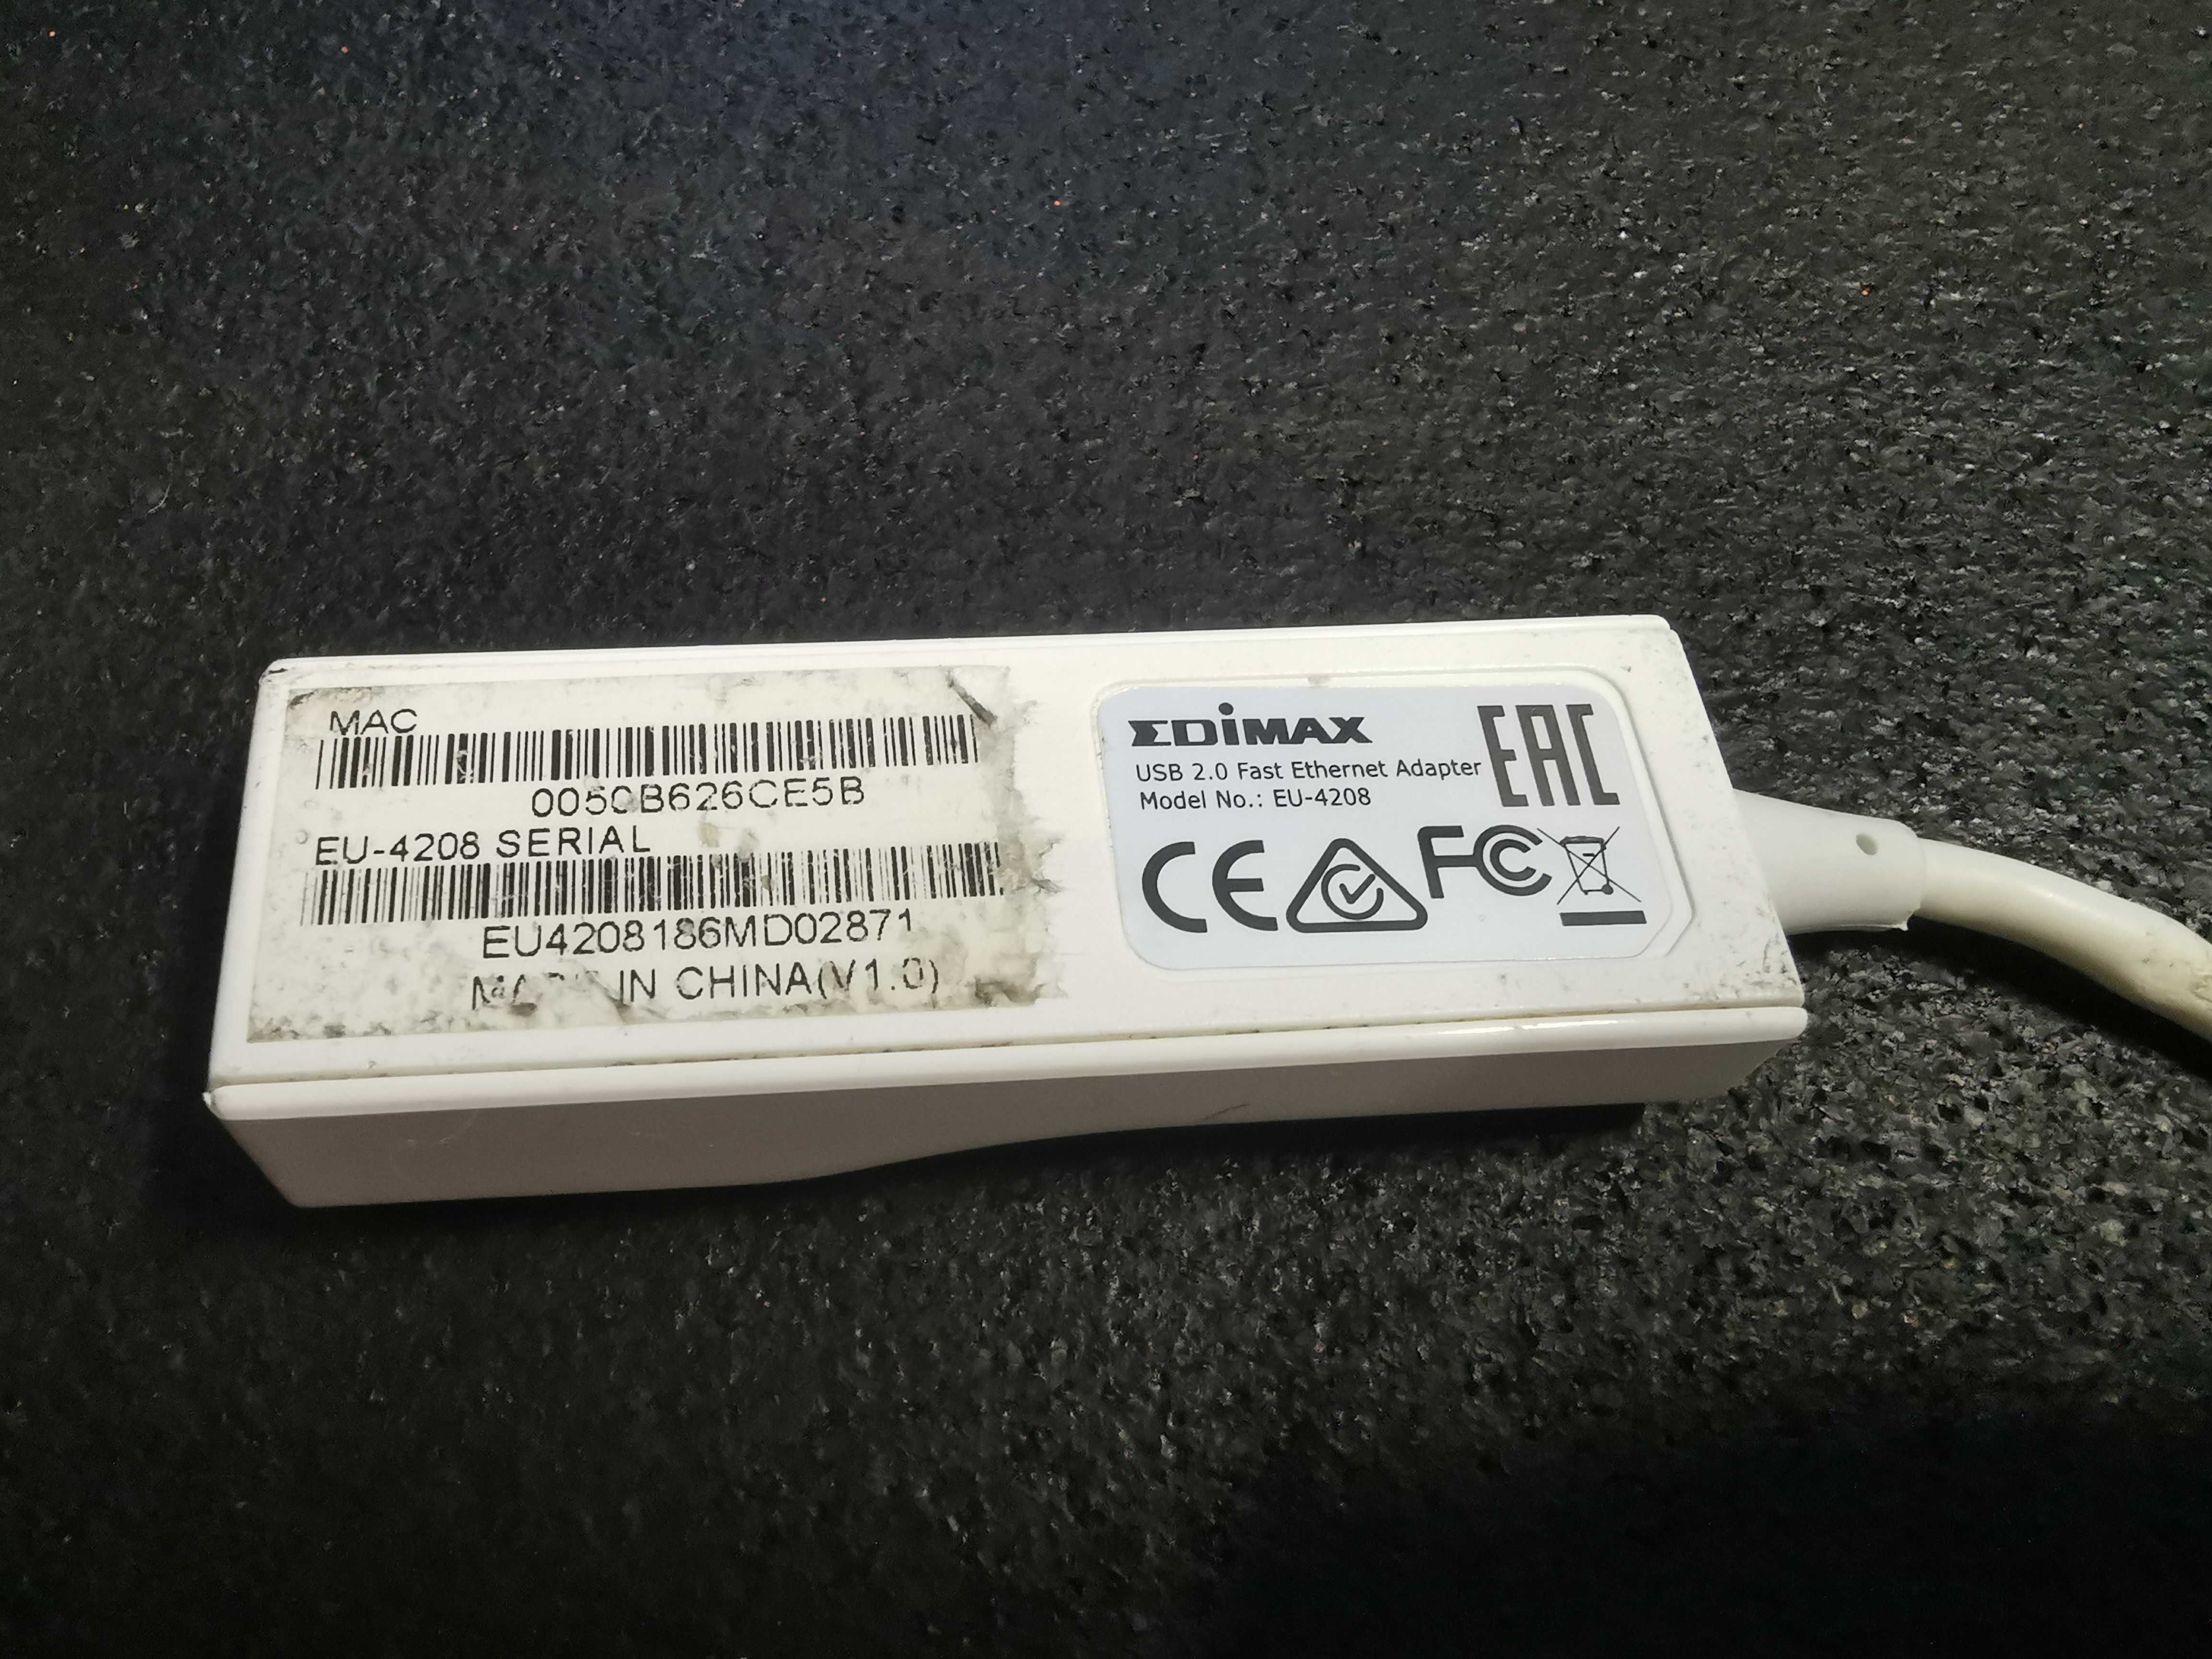 MAC
0050B626CE5B
EU-4208 SERIAL
EU4208186MD02871
IN CHINA(V1.0)
EDiMAX
USB 2.0 Fast Ethernet Adapter
Model No.: EU-4208
EAC
CE FC